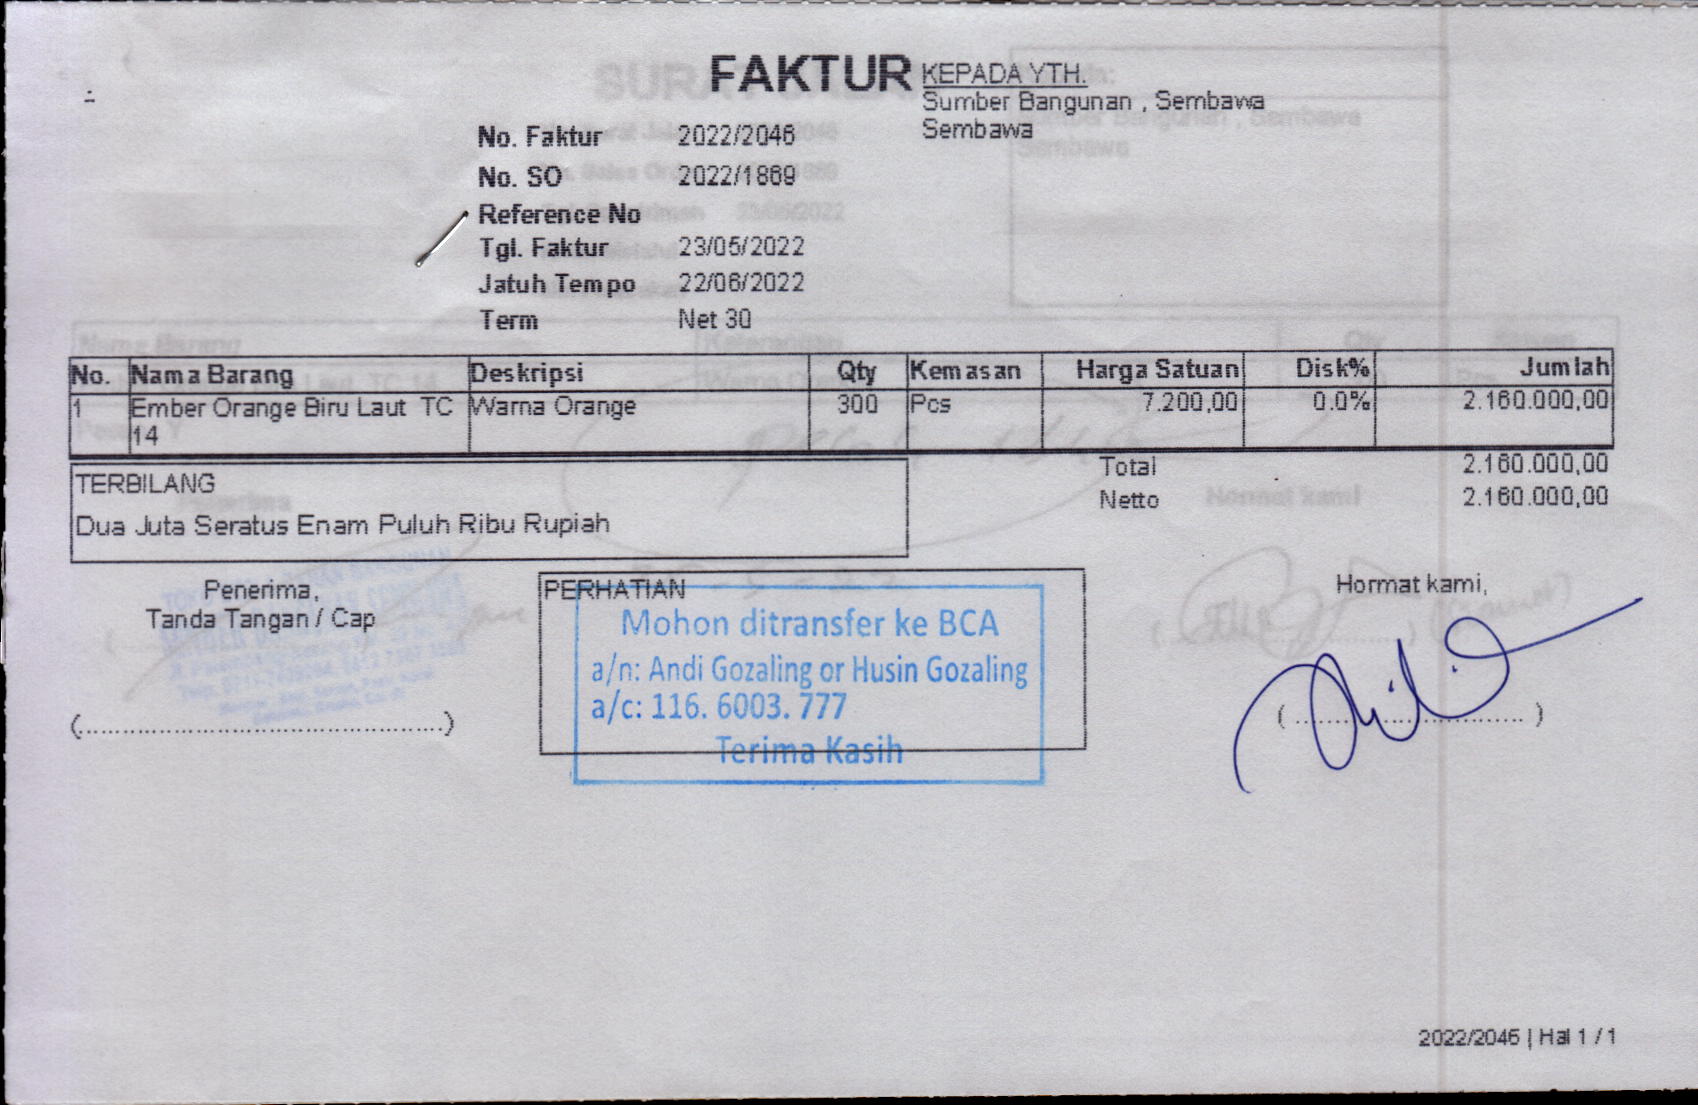 FAKTUR
KEPADA YTH.
Sumber Bangunan , Sembawa
Sembawa
No. Faktur 2022/2046
No. SO 2022/1869
Reference No
Tgl. Faktur 23/05/2022
Jatuh Tempo 22/06/2022
Term Net 30
No. Nama Barang Deskripsi Qty Kemasan Harga Satuan Disk% Jumlah
1 Ember Orange Biru Laut TC Warna Orange 300 Pcs 7.200,00 0.0% 2.160.000,00
14
Total 2.160.000,00
Netto 2.160.000,00
TERBILANG
Dua Juta Seratus Enam Puluh Ribu Rupiah
Penerima,
Tanda Tangan / Cap
(................................................)
PERHATIAN
Mohon ditransfer ke BCA
a/n: Andi Gozaling or Husin Gozaling
a/c: 116. 6003. 777
Terima Kasih
Hormat kami,
( ................................ )
2022/2046 | Hal 1 / 1